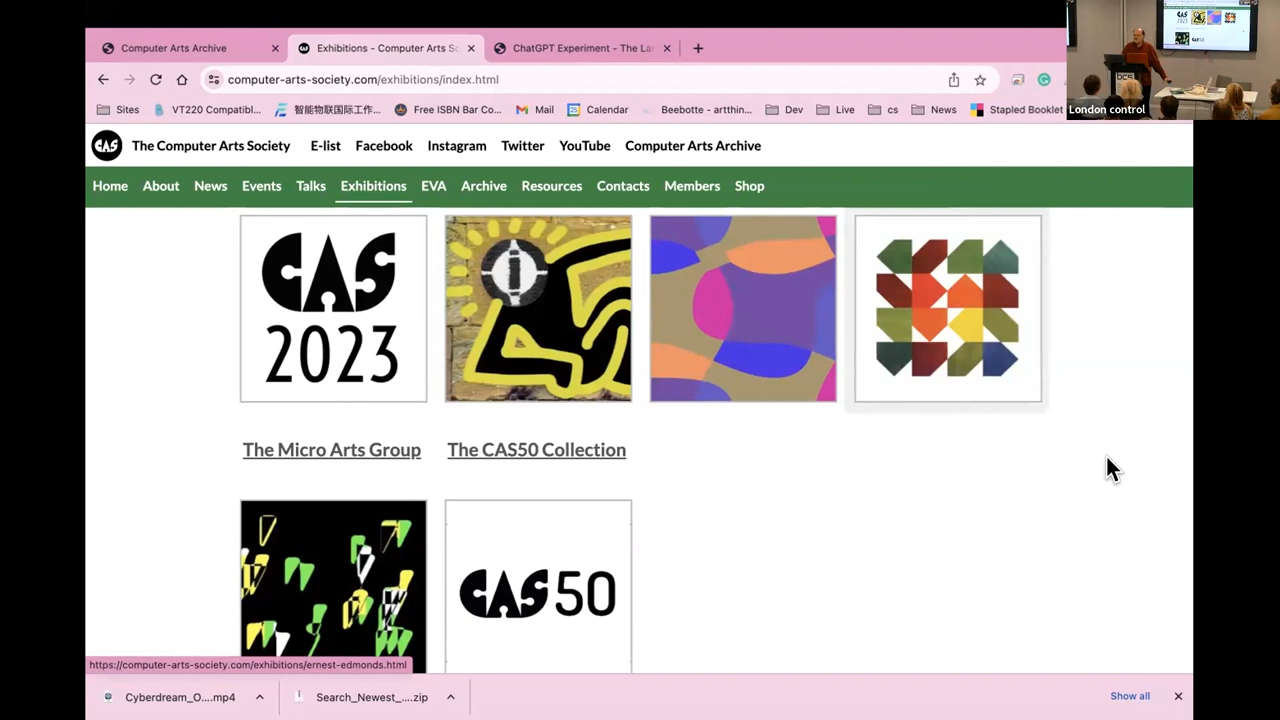 Computer Arts Archive
Exhibitions - Computer Arts Sc
ChatGPT Experiment - The La
computer-arts-society.com/exhibitions/index.html
Sites VT220 Compatibl... 智能物联国际工作... Free ISBN Bar Co... Mail Calendar Beebotte - artthin... Dev Live cs News Stapled Booklet
London control
CAS The Computer Arts Society E-list Facebook Instagram Twitter YouTube Computer Arts Archive
Home About News Events Talks Exhibitions EVA Archive Resources Contacts Members Shop
CAS
2023
The Micro Arts Group The CAS50 Collection
CAS50
https://computer-arts-society.com/exhibitions/ernest-edmonds.html
Cyberdream_O....mp4 Search_Newest_....zip Show all